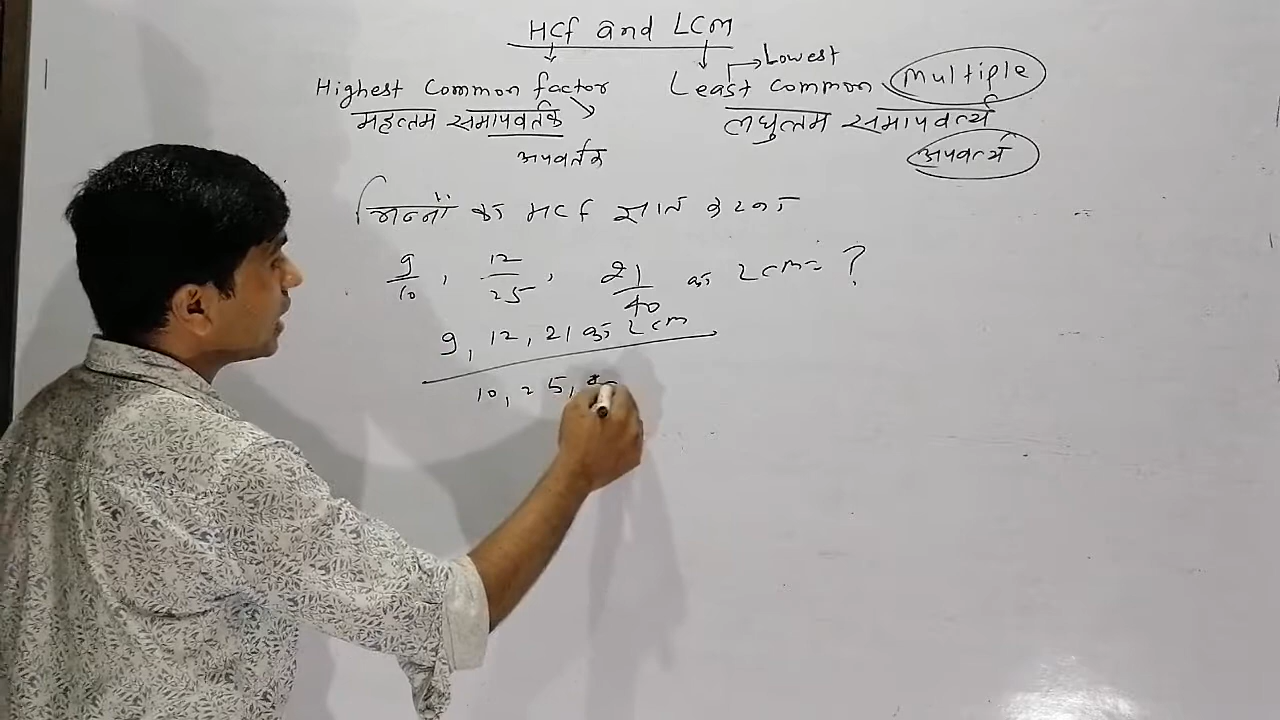 HCF and LCM
Lowest
Highest Common factor
Least Common Multiple
महत्तम समापवर्तक
लघुत्तम समापवर्त्य
अपवर्तक
अपवर्त्य
भिन्नों का HCF ज्ञात करना
9/10, 12/25, 21/40 का LCM = ?
9, 12, 21 का LCM
10, 25,